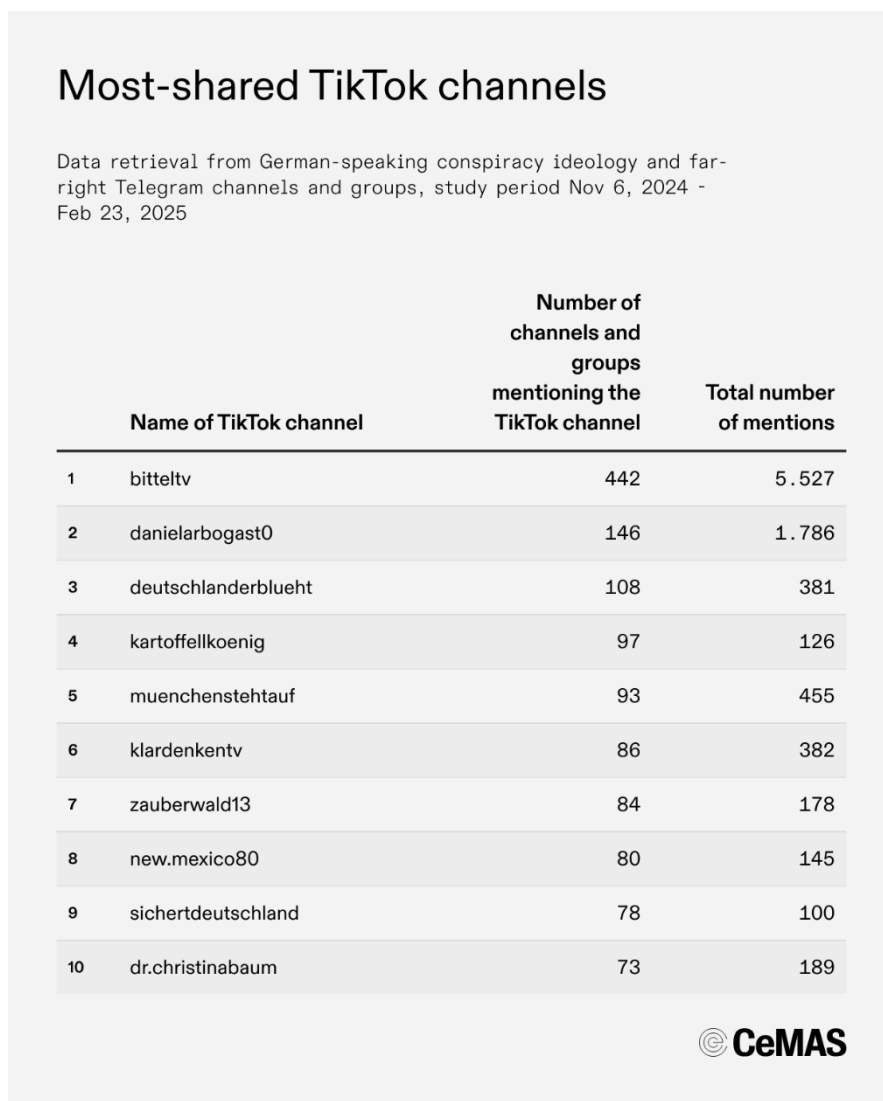 Most-shared TikTok channels
Data retrieval from German-speaking conspiracy ideology and far-
right Telegram channels and groups, study period Nov 6, 2024 -
Feb 23, 2025
Number of
channels and
groups
mentioning the
TikTok channel
Total number
of mentions
Name of TikTok channel
1 bitteltv 442 5.527
2 danielarbogast0 146 1.786
3 deutschlanderblueht 108 381
4 kartoffellkoenig 97 126
5 muenchenstehtauf 93 455
6 klardenkentv 86 382
7 zauberwald13 84 178
8 new.mexico80 80 145
9 sichertdeutschland 78 100
10 dr.christinabaum 73 189
CeMAS